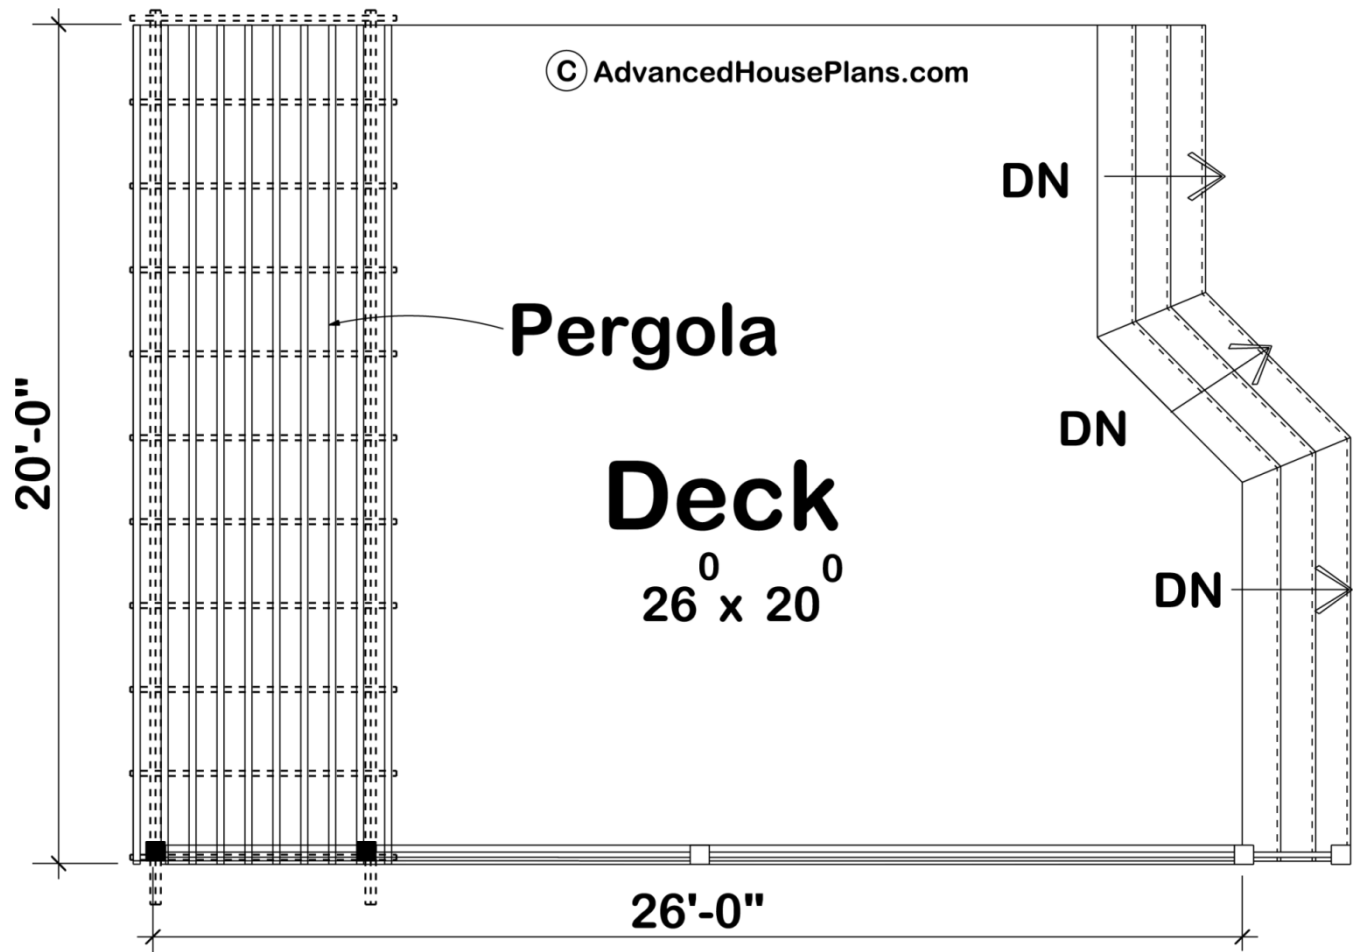 © AdvancedHousePlans.com
DN
Pergola
20'-0"
DN
Deck
26⁰ x 20⁰
DN
26'-0"